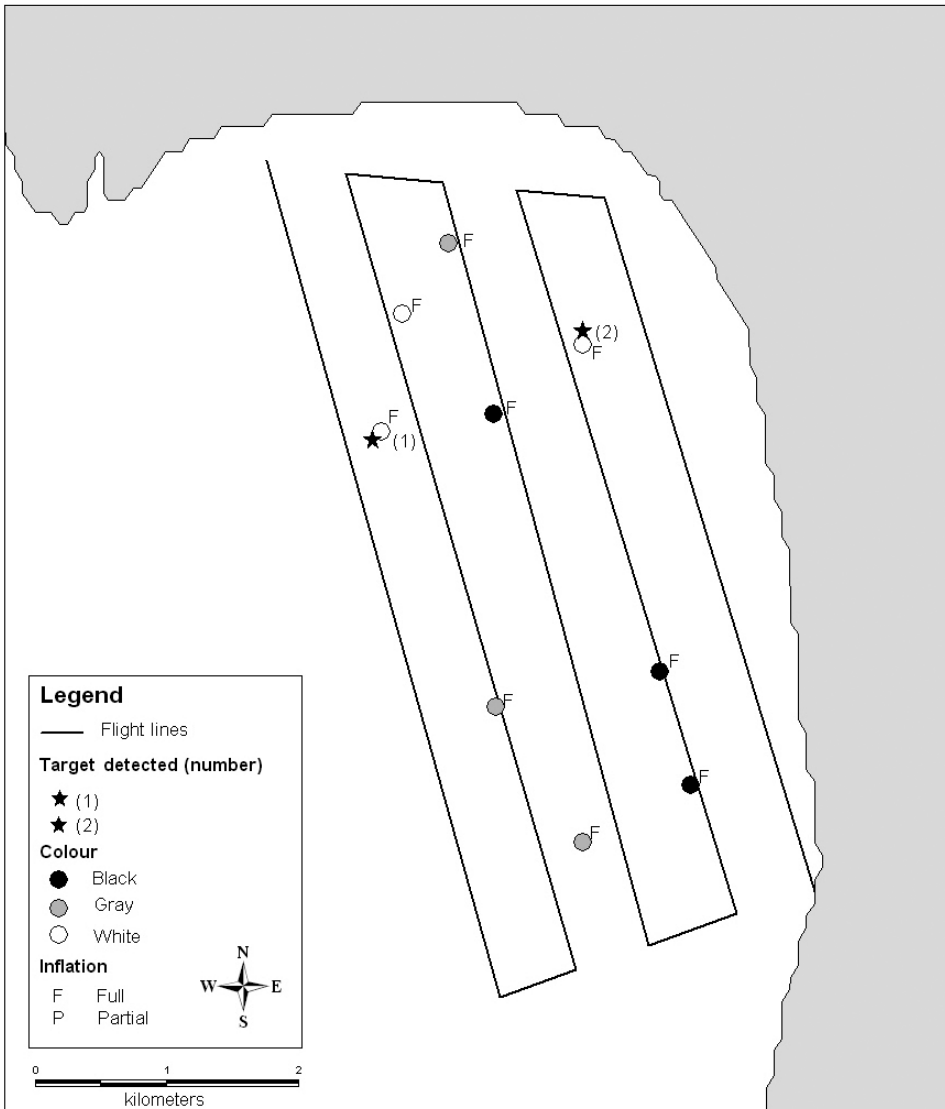 F
F
(2)
F
F
F
(1)
F
F
F
F
Legend
Flight lines
Target detected (number)
(1)
(2)
Colour
Black
Gray
White
Inflation
F Full
P Partial
N
W E
S
0 1 2
kilometers